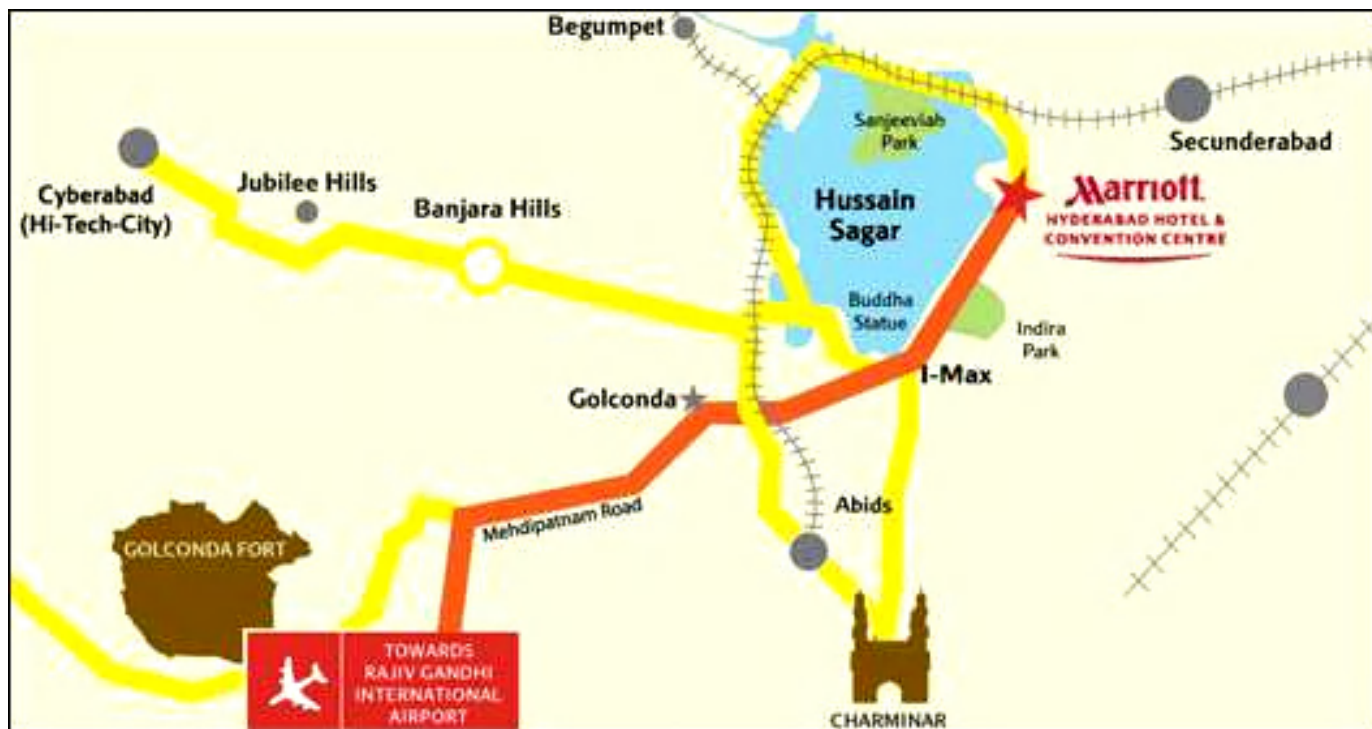 Begumpet
Sanjeeviah
Park
Secunderabad
Cyberabad
(Hi-Tech-City)
Jubilee Hills
Banjara Hills
Hussain
Sagar
Marriott
HYDERABAD HOTEL &
CONVENTION CENTRE
Buddha
Statue
Indira
Park
I-Max
Golconda
Mehdipatnam Road
Abids
GOLCONDA FORT
TOWARDS
RAJIV GANDHI
INTERNATIONAL
AIRPORT
CHARMINAR